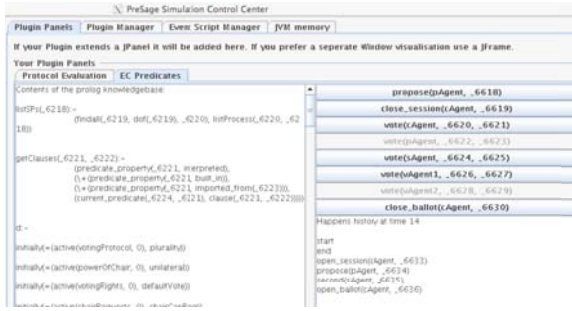 PreSage Simulation Control Center
Plugin Panels Plugin Manager Event Script Manager JVM memory
If your Plugin extends a JPanel it will be added here. If you prefer a seperate Window visualisation use a JFrame.
Your Plugin Panels
Protocol Evaluation EC Predicates
Contents of the prolog knowledgebase:
listSPs(_6218):-
(findall(_6219, dof(_6219), _6220), listProcess(_6220, _62
18))
getClauses(_6221, _6222):-
(predicate_property(_6221, interpreted),
(\+(predicate_property(_6221, built_in)),
(\+(predicate_property(_6221, imported_from(_6223))),
(current_predicate(_6224, _6221), clause(_6221, _6222)))))
initially(=(active(votingProtocol, 0), plurality))
initially(=(active(powerOfChair, 0), unilateral))
initially(=(active(votingRights, 0), defaultVote))
propose(pAgent, _6618)
close_session(cAgent, _6619)
vote(cAgent, _6620, _6621)
vote(pAgent, _6622, _6623)
vote(sAgent, _6624, _6625)
vote(vAgent1, _6626, _6627)
vote(vAgent2, _6628, _6629)
close_ballot(cAgent, _6630)
Happens history at time 14
start
end
open_session(cAgent, _6633)
propose(pAgent, _6634)
second(sAgent, _6635)
open_ballot(cAgent, _6636)